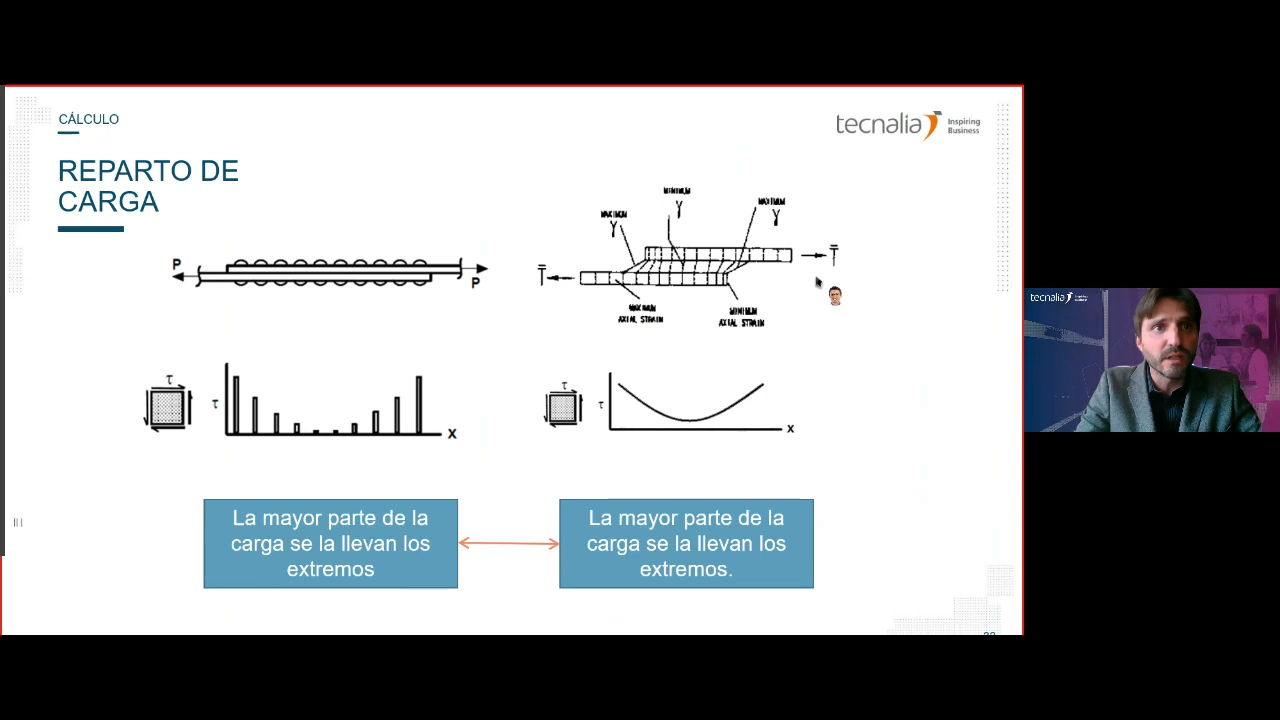 CÁLCULO
tecnalia Inspiring
Business
REPARTO DE
CARGA
P
P
MINIMUM
γ
MAXIMUM
γ
MAXIMUM
γ
T
T
MAXIMUM
AXIAL STRAIN
MINIMUM
AXIAL STRAIN
τ
τ
x
τ
τ
x
La mayor parte de la
carga se la llevan los
extremos
La mayor parte de la
carga se la llevan los
extremos.
tecnalia